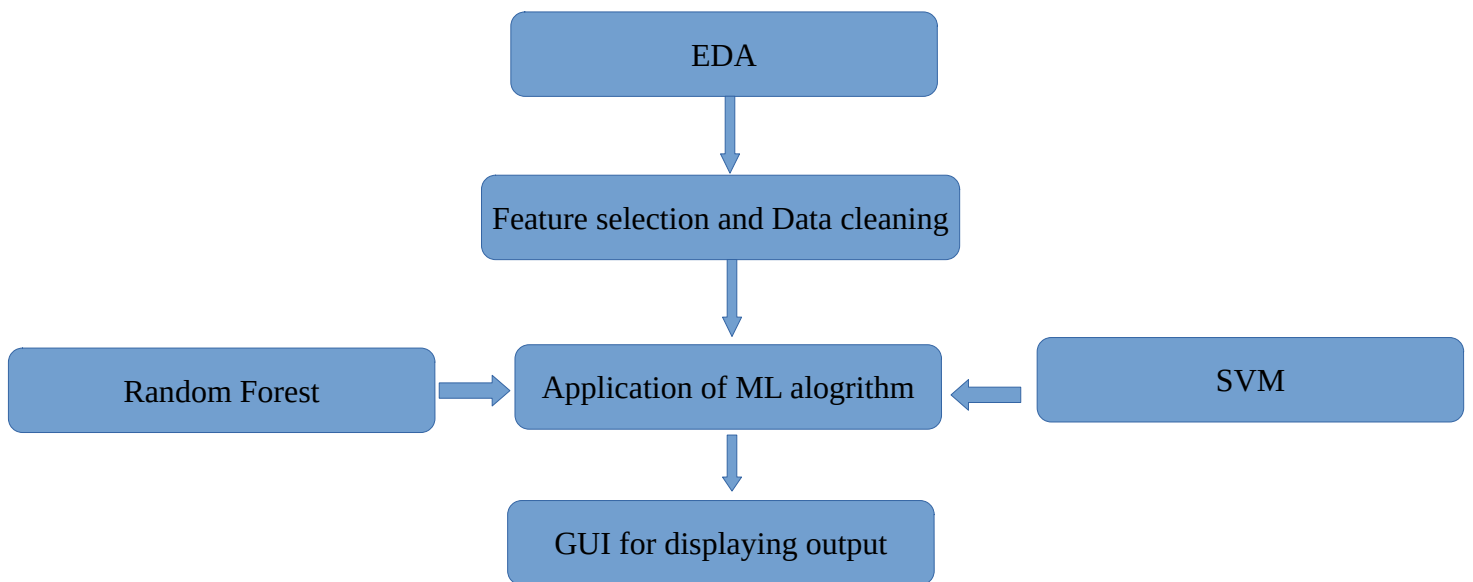 EDA
Feature selection and Data cleaning
Random Forest
Application of ML alogrithm
SVM
GUI for displaying output